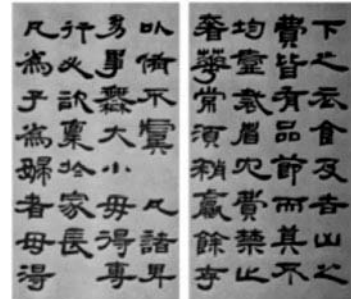 下之衣食及吉凶之
費皆有品節而莫不
均壹裁省冗費禁止
奢華常須稍贏餘存
以備不虞 凡諸卑
幼事無大小毋得專
行必稟於家長
凡為子為婦者毋得